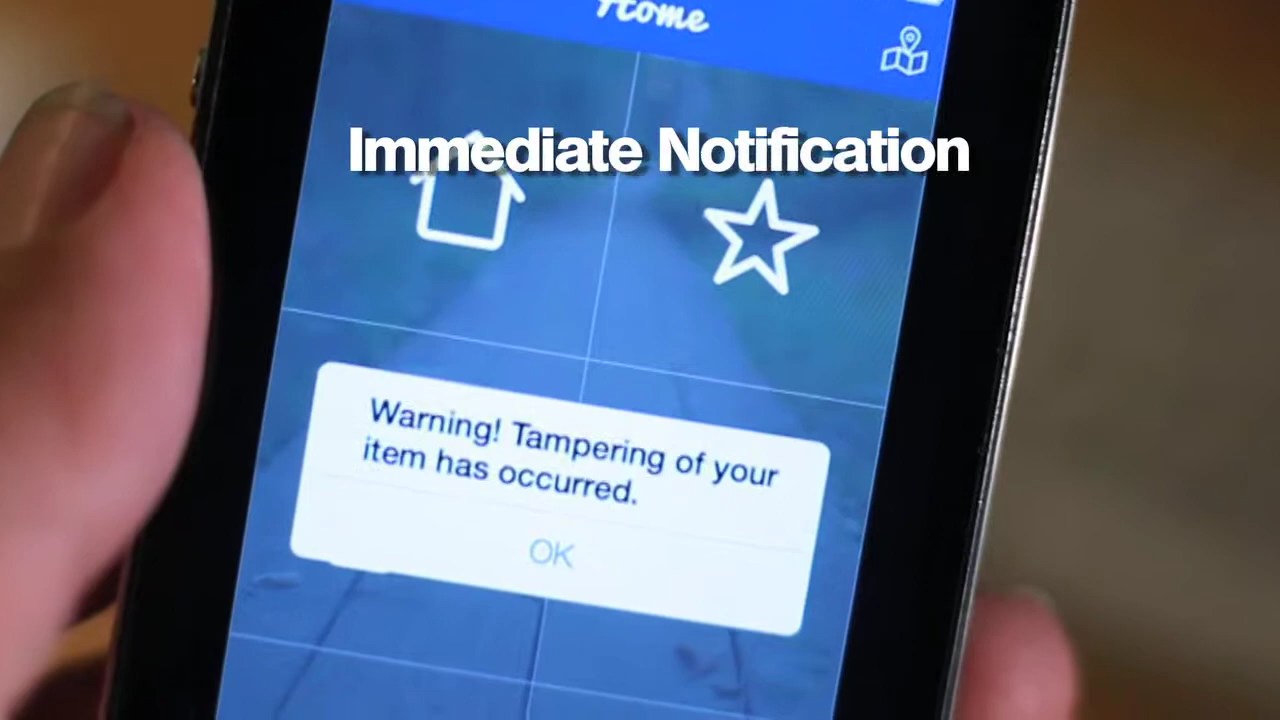 Home
Immediate Notification
Warning! Tampering of your
item has occurred.
OK